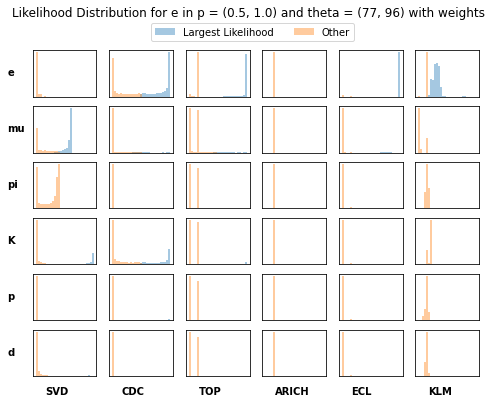 Likelihood Distribution for e in p = (0.5, 1.0) and theta = (77, 96) with weights
Largest Likelihood Other
e
mu
pi
K
p
d
SVD CDC TOP ARICH ECL KLM